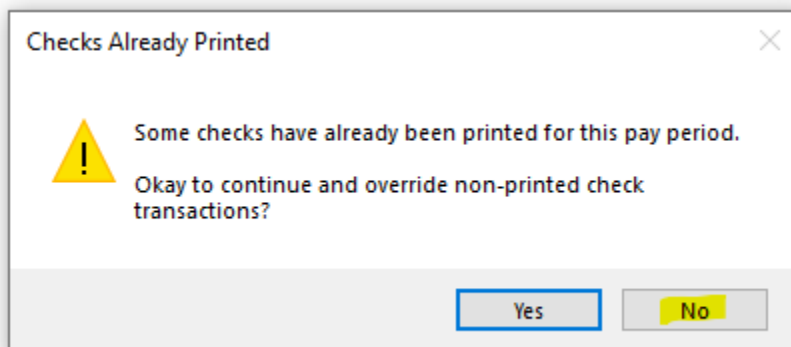 Checks Already Printed
Some checks have already been printed for this pay period.
Okay to continue and override non-printed check
transactions?
Yes
No